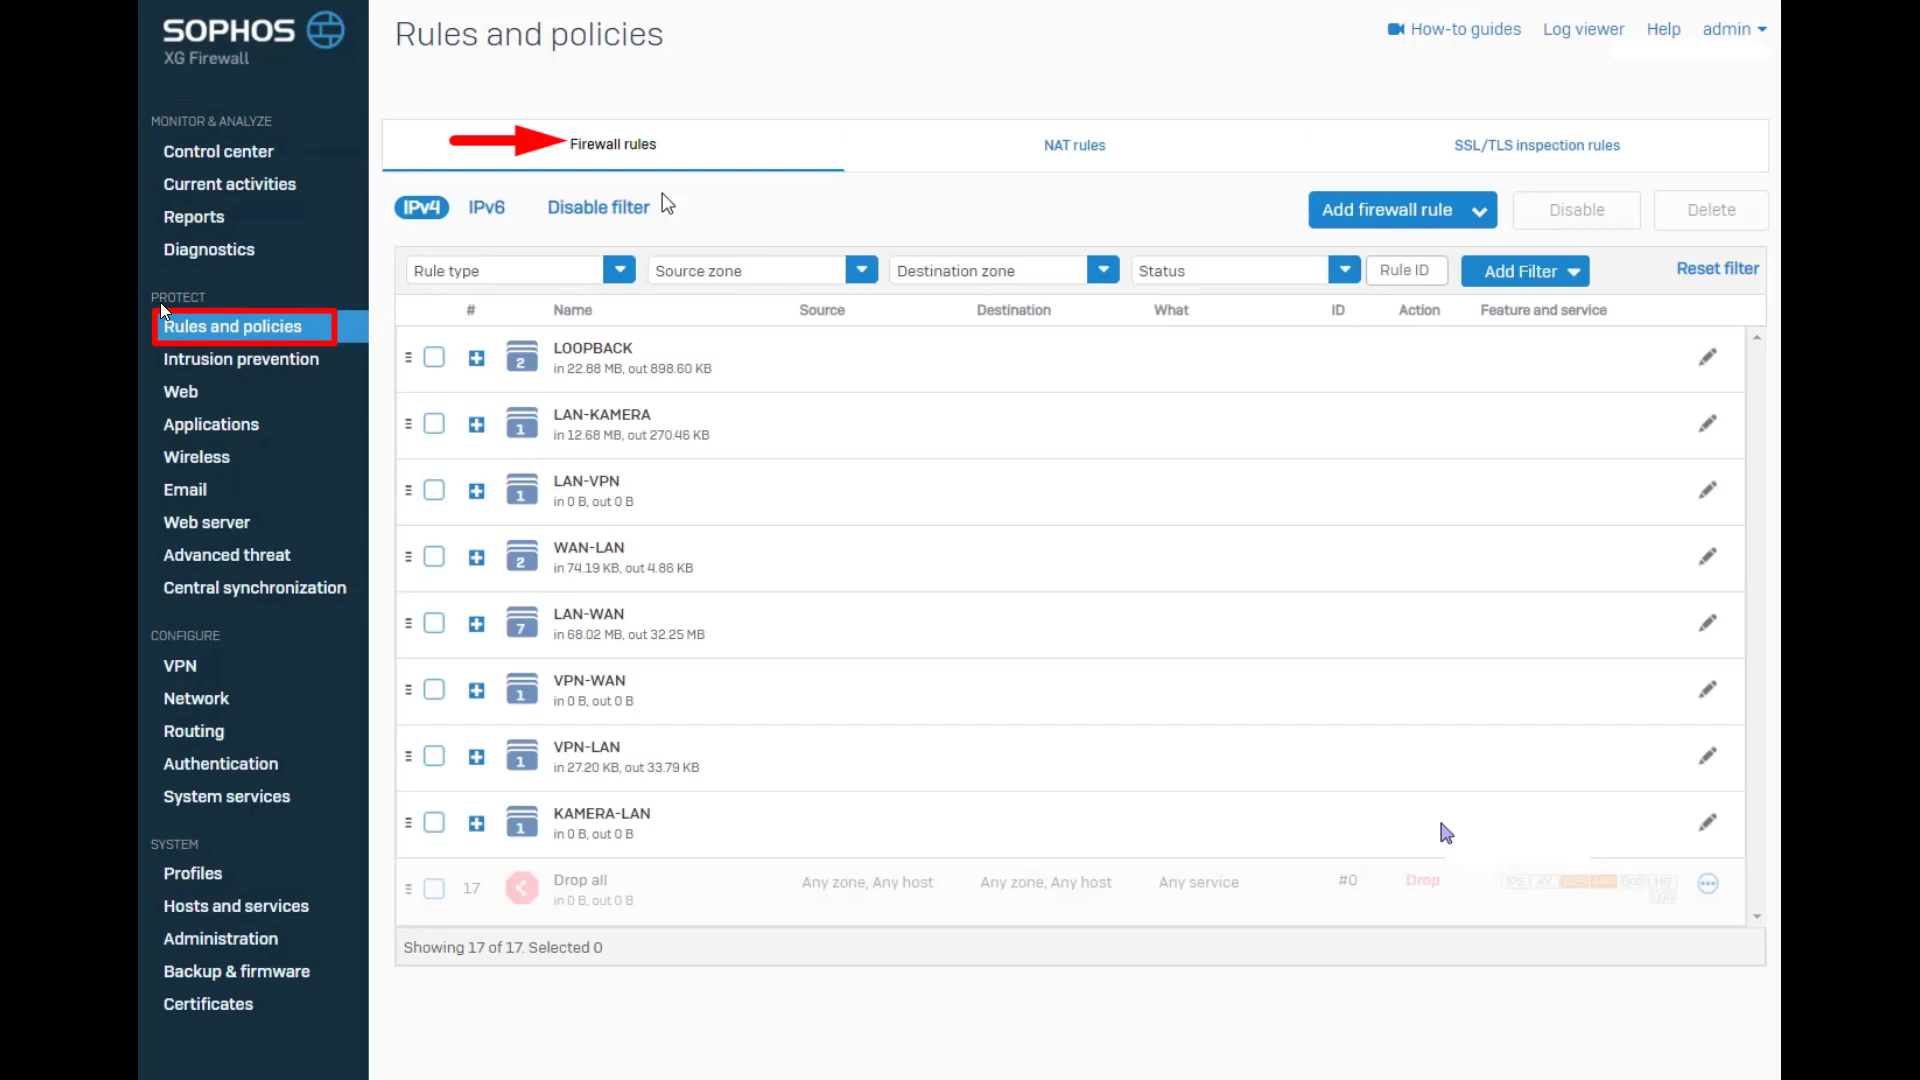 SOPHOS
XG Firewall
Rules and policies
How-to guides
Log viewer
Help
admin
MONITOR & ANALYZE
Control center
Current activities
Reports
Diagnostics
PROTECT
Rules and policies
Intrusion prevention
Web
Applications
Wireless
Email
Web server
Advanced threat
Central synchronization
CONFIGURE
VPN
Network
Routing
Authentication
System services
SYSTEM
Profiles
Hosts and services
Administration
Backup & firmware
Certificates
Firewall rules
NAT rules
SSL/TLS inspection rules
IPv4
IPv6
Disable filter
Add firewall rule
Disable
Delete
Rule type
Source zone
Destination zone
Status
Rule ID
Add Filter
Reset filter
# Name Source Destination What ID Action Feature and service
2
LOOPBACK
in 22.88 MB, out 898.60 KB
1
LAN-KAMERA
in 12.68 MB, out 270.46 KB
1
LAN-VPN
in 0 B, out 0 B
2
WAN-LAN
in 74.19 KB, out 4.86 KB
7
LAN-WAN
in 68.02 MB, out 32.25 MB
1
VPN-WAN
in 0 B, out 0 B
1
VPN-LAN
in 27.20 KB, out 33.79 KB
1
KAMERA-LAN
in 0 B, out 0 B
17 Drop all Any zone, Any host Any zone, Any host Any service #0 Drop IPS AV QoS HB
in 0 B, out 0 B LOG
Showing 17 of 17. Selected 0